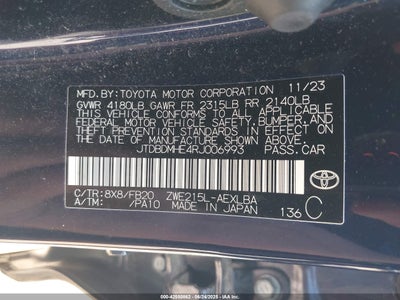 MFD.BY: TOYOTA MOTOR CORPORATION 11/23
GVWR 4180LB GAWR FR 2315LB RR 2140LB
THIS VEHICLE CONFORMS TO ALL APPLICABLE
FEDERAL MOTOR VEHICLE SAFETY, BUMPER, AND
THEFT PREVENTION STANDARDS IN EFFECT ON
THE DATE OF MANUFACTURE SHOWN ABOVE.
JTDBDMHE4RJ006993 PASS.CAR
C/TR: 8X8/FB20 ZWE215L-AEXLBA
A/TM: /PA10 MADE IN JAPAN 136 C
TOYOTA